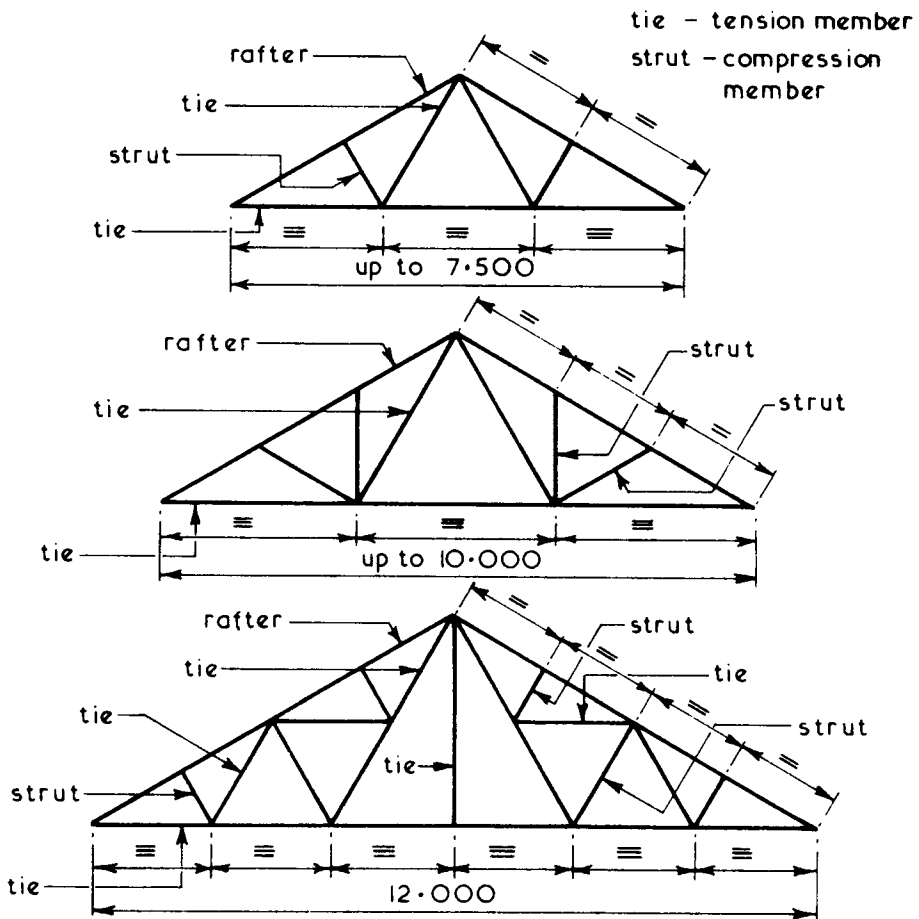 tie – tension member
strut – compression
member
rafter
tie
strut
tie
up to 7·500
rafter
strut
tie
strut
tie
up to 10·000
rafter
strut
tie
tie
tie
strut
tie
strut
tie
12·000